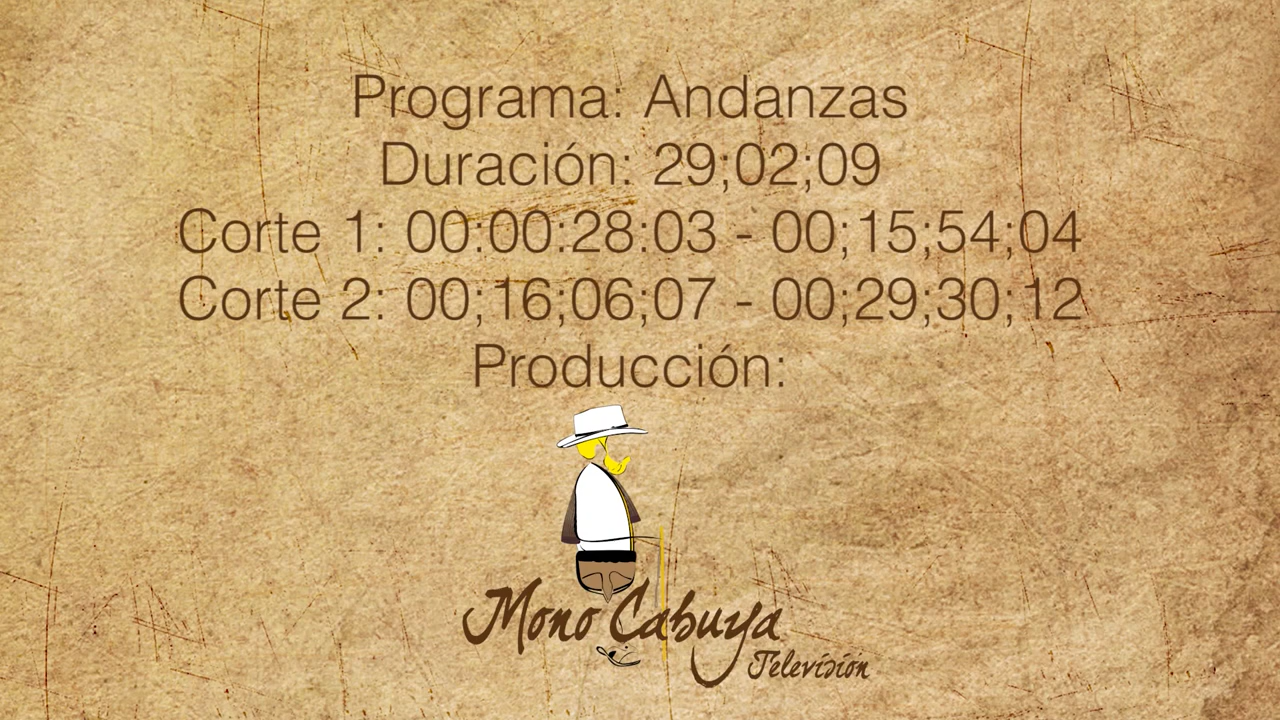 Programa: Andanzas
Duración: 29;02;09
Corte 1: 00:00:28:03 - 00;15;54;04
Corte 2: 00;16;06;07 - 00;29;30;12
Producción:
Mono Cabuya
Televisión